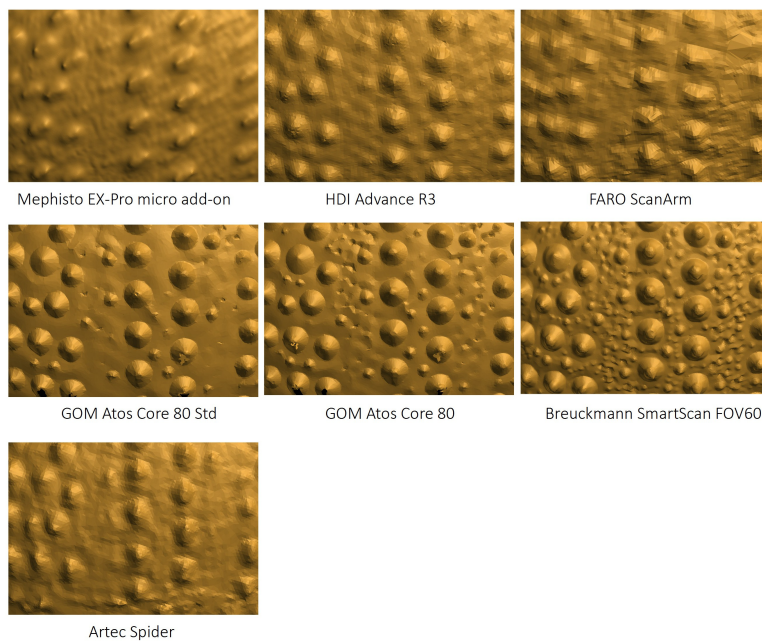 Mephisto EX-Pro micro add-on
HDI Advance R3
FARO ScanArm
GOM Atos Core 80 Std
GOM Atos Core 80
Breuckmann SmartScan FOV60
Artec Spider